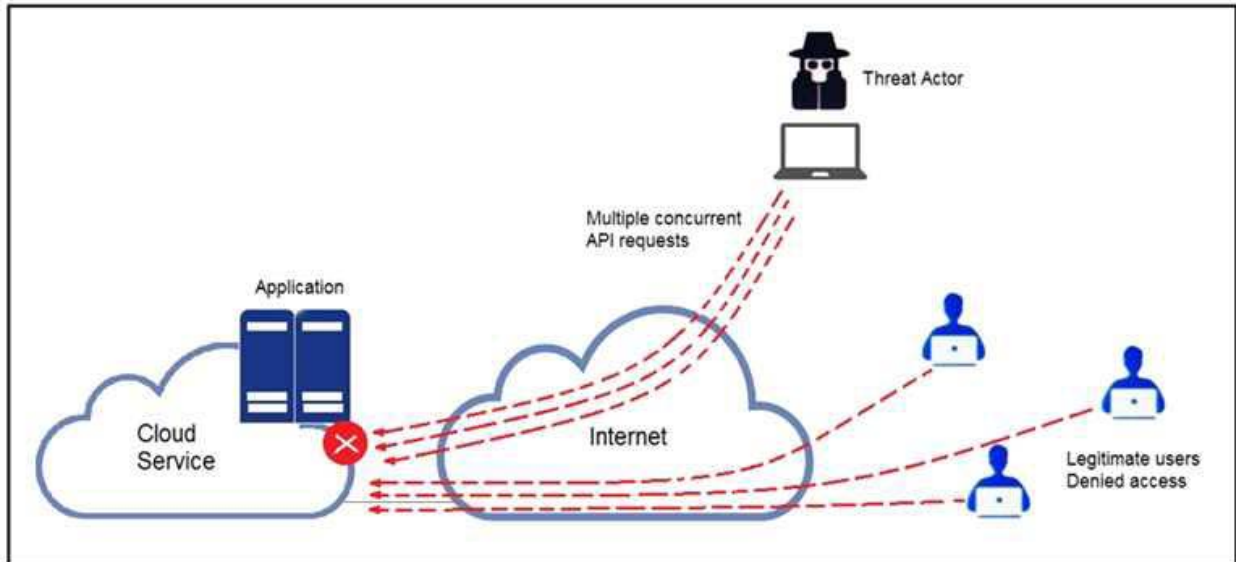 Threat Actor
Multiple concurrent
API requests
Application
Cloud
Service
Internet
Legitimate users
Denied access